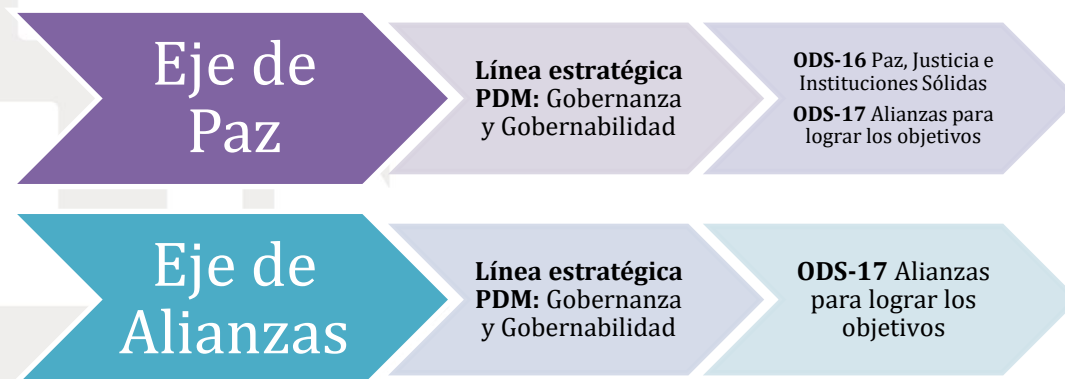 Eje de
Paz
Línea estratégica
PDM: Gobernanza
y Gobernabilidad
ODS-16 Paz, Justicia e
Instituciones Sólidas
ODS-17 Alianzas para
lograr los objetivos
Eje de
Alianzas
Línea estratégica
PDM: Gobernanza
y Gobernabilidad
ODS-17 Alianzas
para lograr los
objetivos